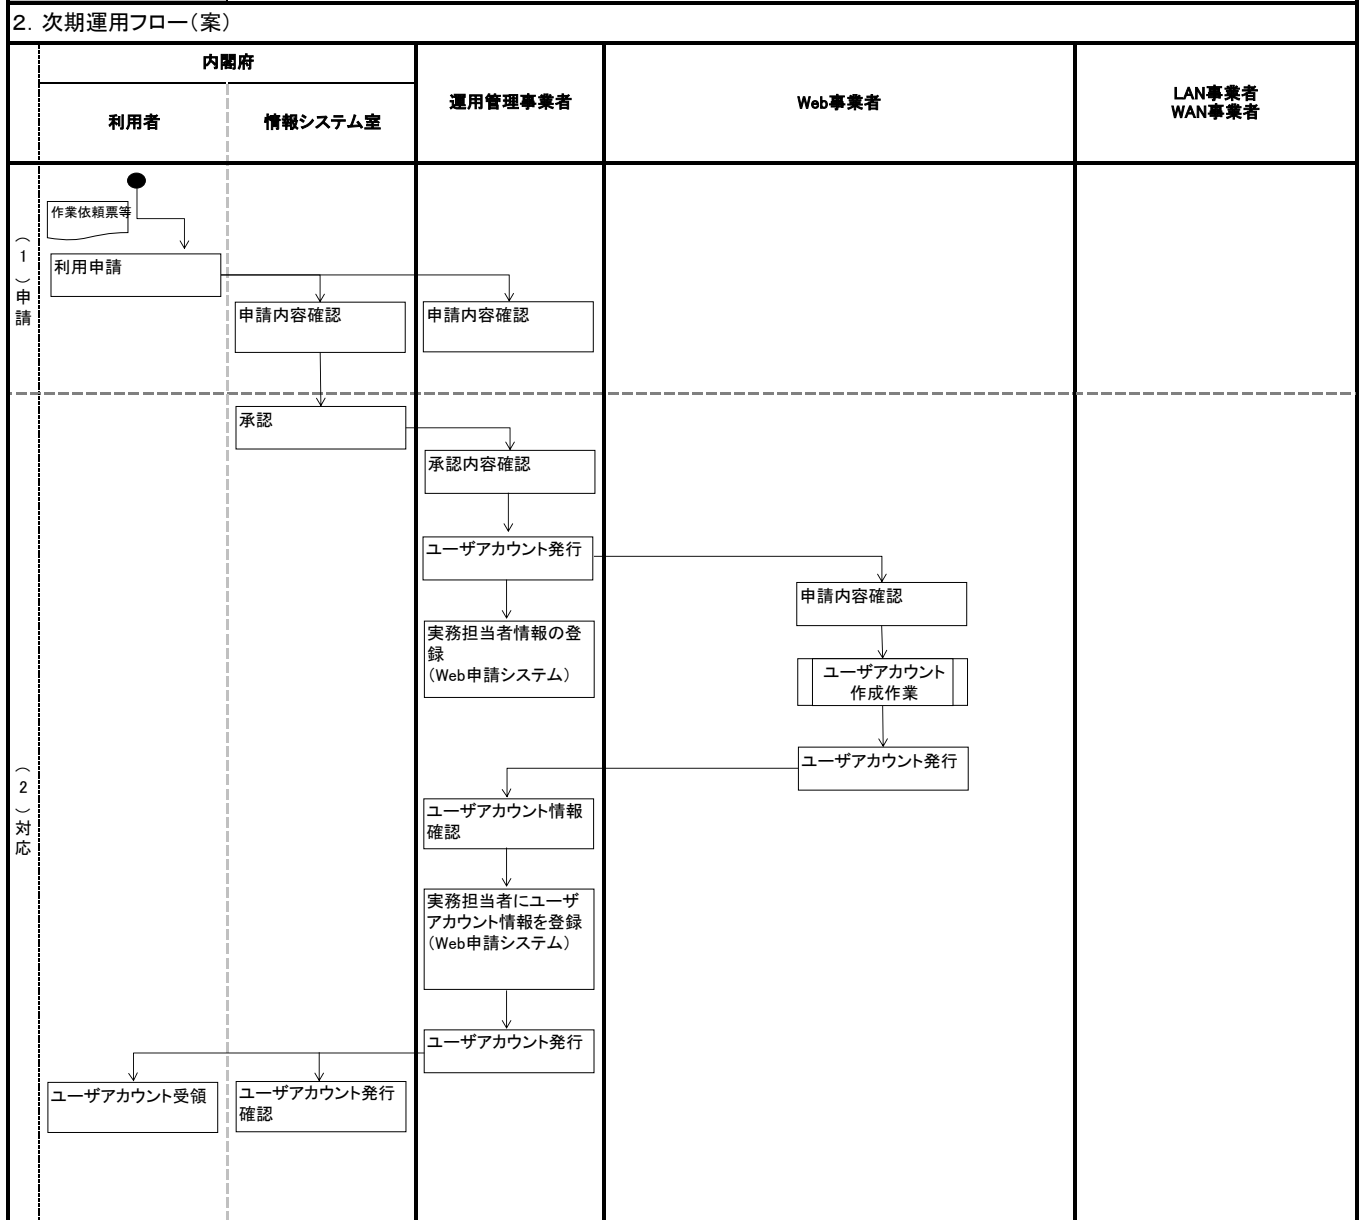 2．次期運用フロー（案）
内閣府
利用者
情報システム室
運用管理事業者
Web事業者
LAN事業者
WAN事業者
（1）申請
作業依頼票等
利用申請
申請内容確認
申請内容確認
（2）対応
承認
承認内容確認
ユーザアカウント発行
申請内容確認
実務担当者情報の登
録
（Web申請システム）
ユーザアカウント
作成作業
ユーザアカウント発行
ユーザアカウント情報
確認
実務担当者にユーザ
アカウント情報を登録
（Web申請システム）
ユーザアカウント発行
ユーザアカウント受領
ユーザアカウント発行
確認